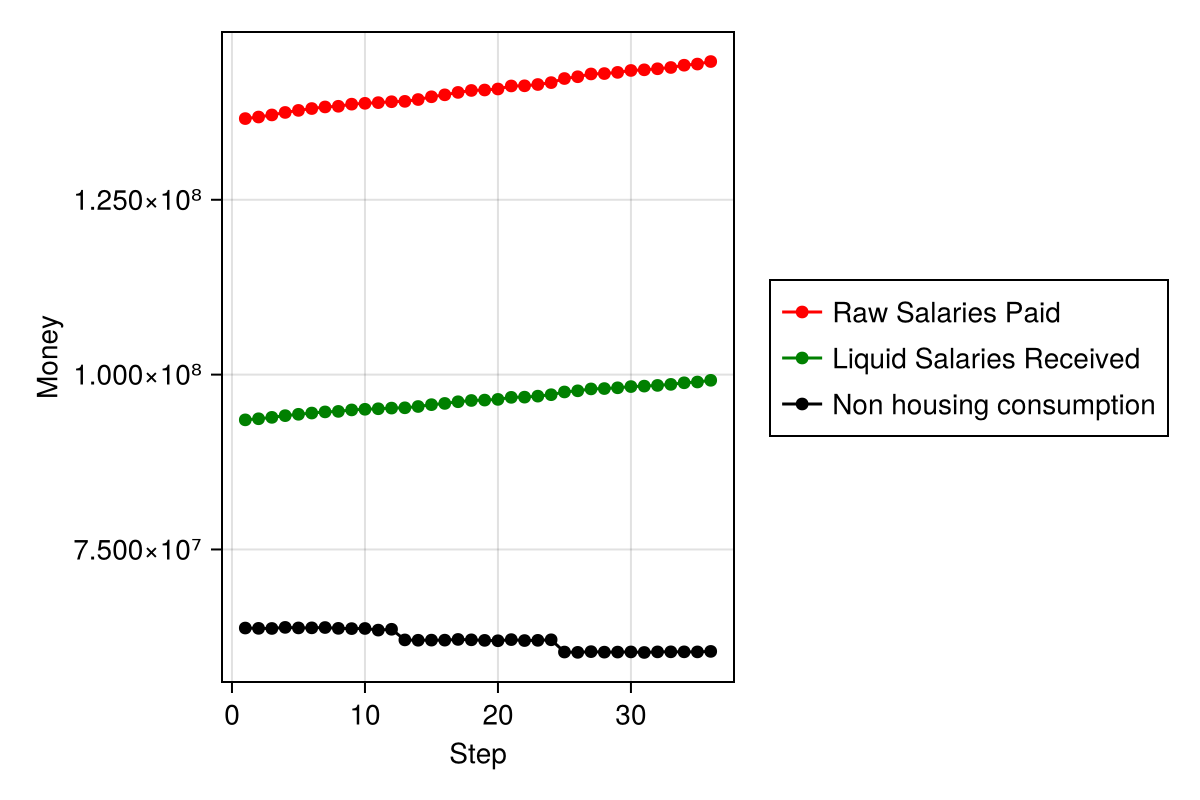 Money
1.250×10⁸
1.000×10⁸
7.500×10⁷
0 10 20 30
Step
Raw Salaries Paid
Liquid Salaries Received
Non housing consumption